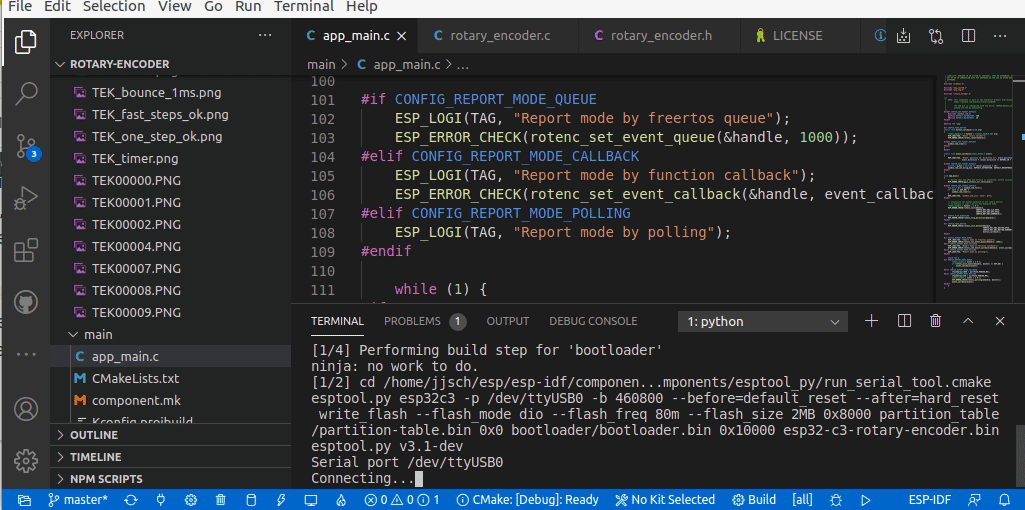 File Edit Selection View Go Run Terminal Help
EXPLORER
app_main.c
rotary_encoder.c
rotary_encoder.h
LICENSE
ROTARY-ENCODER
main > app_main.c > ...
TEK_bounce_1ms.png
TEK_fast_steps_ok.png
TEK_one_step_ok.png
TEK_timer.png
TEK00000.PNG
TEK00001.PNG
TEK00002.PNG
TEK00004.PNG
TEK00007.PNG
TEK00008.PNG
TEK00009.PNG
main
app_main.c
CMakeLists.txt
component.mk
Kconfig.projbuild
OUTLINE
TIMELINE
NPM SCRIPTS
3
100
101 #if CONFIG_REPORT_MODE_QUEUE
102 ESP_LOGI(TAG, "Report mode by freertos queue");
103 ESP_ERROR_CHECK(rotenc_set_event_queue(&handle, 1000));
104 #elif CONFIG_REPORT_MODE_CALLBACK
105 ESP_LOGI(TAG, "Report mode by function callback");
106 ESP_ERROR_CHECK(rotenc_set_event_callback(&handle, event_callbac
107 #elif CONFIG_REPORT_MODE_POLLING
108 ESP_LOGI(TAG, "Report mode by polling");
109 #endif
110
111 while (1) {
TERMINAL PROBLEMS 1 OUTPUT DEBUG CONSOLE 1: python
[1/4] Performing build step for 'bootloader'
ninja: no work to do.
[1/2] cd /home/jjsch/esp/esp-idf/componen...mponents/esptool_py/run_serial_tool.cmake
esptool.py esp32c3 -p /dev/ttyUSB0 -b 460800 --before=default_reset --after=hard_reset
write_flash --flash_mode dio --flash_freq 80m --flash_size 2MB 0x8000 partition_table
/partition-table.bin 0x0 bootloader/bootloader.bin 0x10000 esp32-c3-rotary-encoder.bin
esptool.py v3.1-dev
Serial port /dev/ttyUSB0
Connecting...
master* 0 0 1 CMake: [Debug]: Ready No Kit Selected Build [all] ESP-IDF